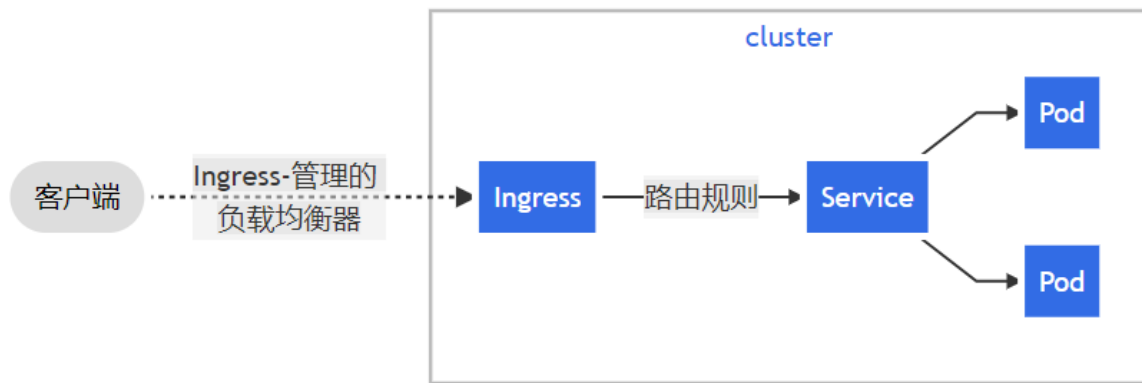 cluster
Pod
客户端
Ingress-管理的
负载均衡器
Ingress
路由规则
Service
Pod